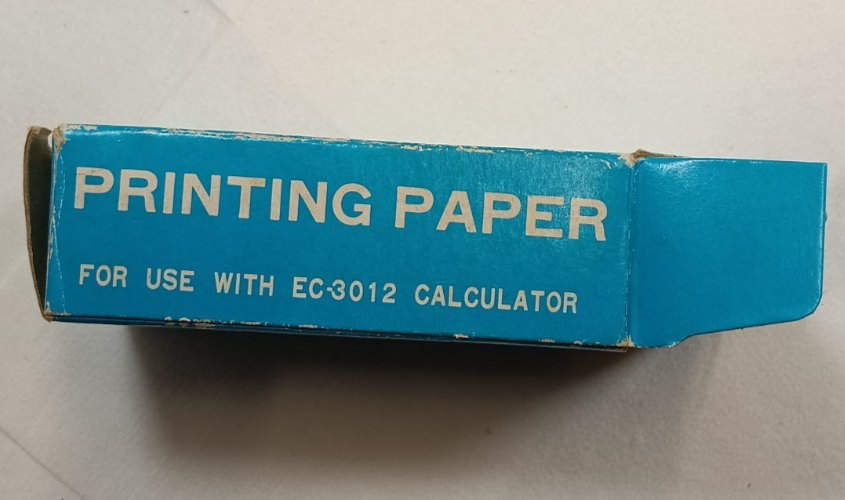 PRINTING PAPER
FOR USE WITH EC-3012 CALCULATOR